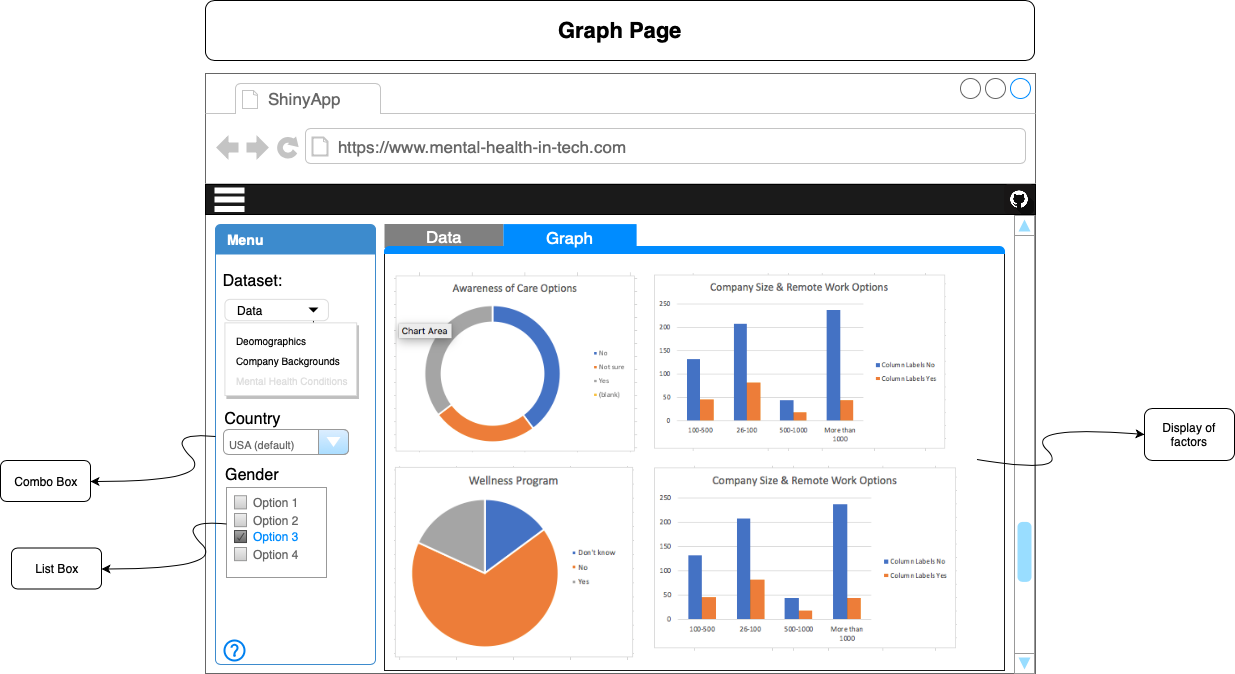 Graph Page
ShinyApp
https://www.mental-health-in-tech.com
Menu
Data
Graph
Dataset:
Data
Deomographics
Company Backgrounds
Mental Health Conditions
Country
USA (default)
Gender
Option 1
Option 2
Option 3
Option 4
?
Combo Box
List Box
Awareness of Care Options
Chart Area
No
Not sure
Yes
(blank)
Company Size & Remote Work Options
250
200
150
100
50
0
100-500
26-100
500-1000
More than
1000
Column Labels No
Column Labels Yes
Wellness Program
Don't know
No
Yes
Company Size & Remote Work Options
250
200
150
100
50
0
100-500
26-100
500-1000
More than
1000
Column Labels No
Column Labels Yes
Display of
factors